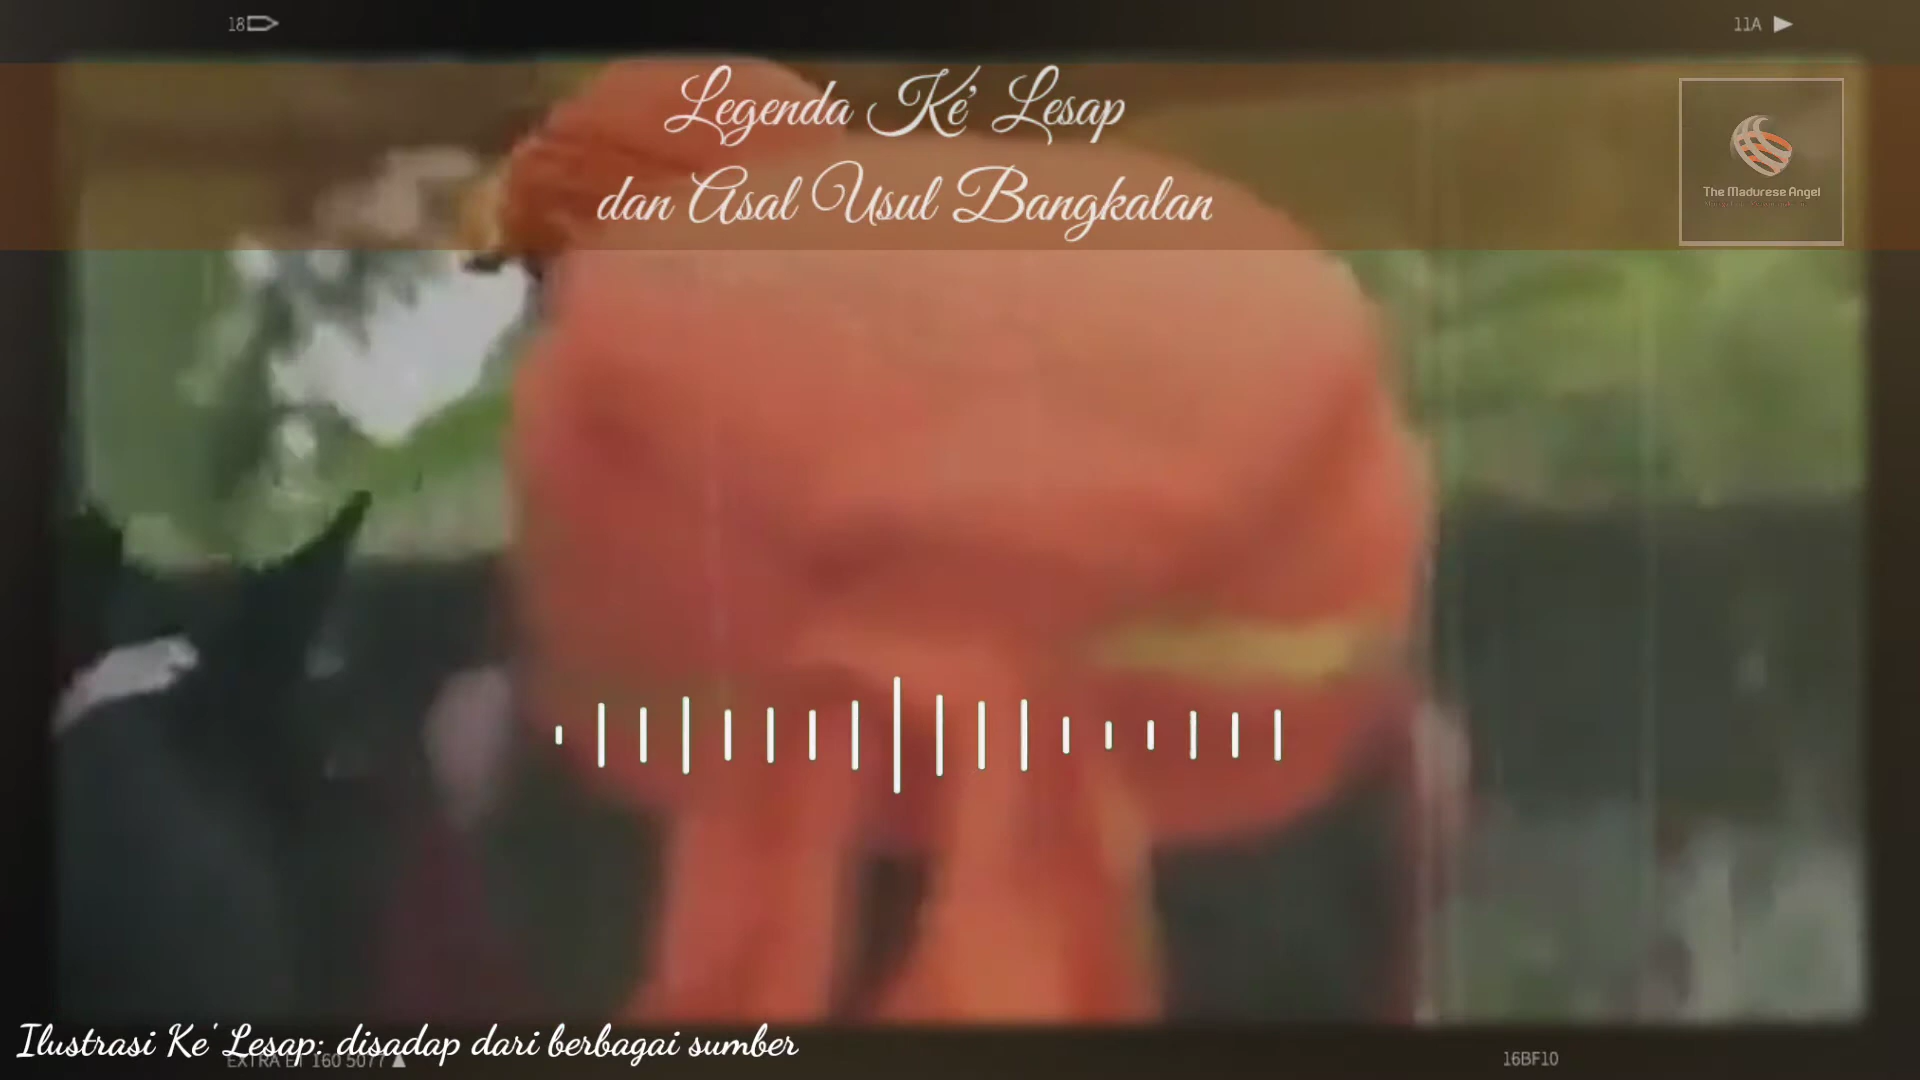 18
11A
Legenda Ke' Lesap
dan Asal Usul Bangkalan
The Madurese Angel
Ilustrasi Ke' Lesap: disadap dari berbagai sumber
16BF10